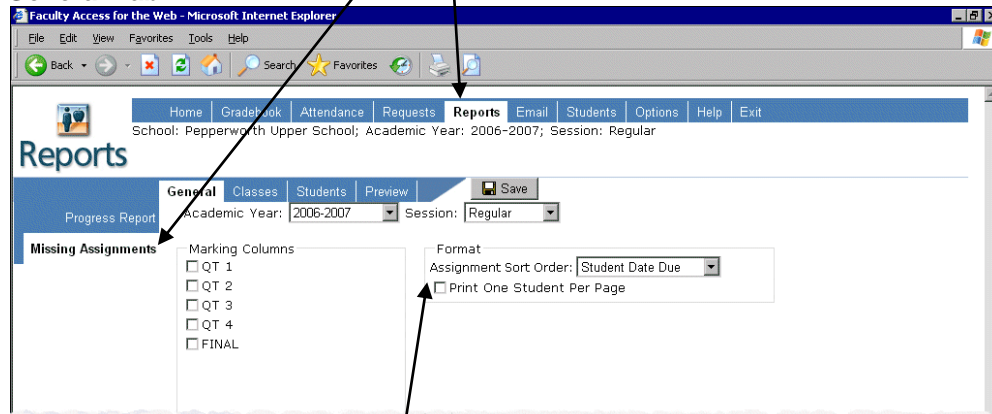 Faculty Access for the Web - Microsoft Internet Explorer
File Edit View Favorites Tools Help
Back Search Favorites
Home Gradebook Attendance Requests Reports Email Students Options Help Exit
School: Pepperworth Upper School; Academic Year: 2006-2007; Session: Regular
Reports
General Classes Students Preview Save
Progress Report Academic Year: 2006-2007 Session: Regular
Missing Assignments Marking Columns Format
QT 1 Assignment Sort Order: Student Date Due
QT 2 Print One Student Per Page
QT 3
QT 4
FINAL